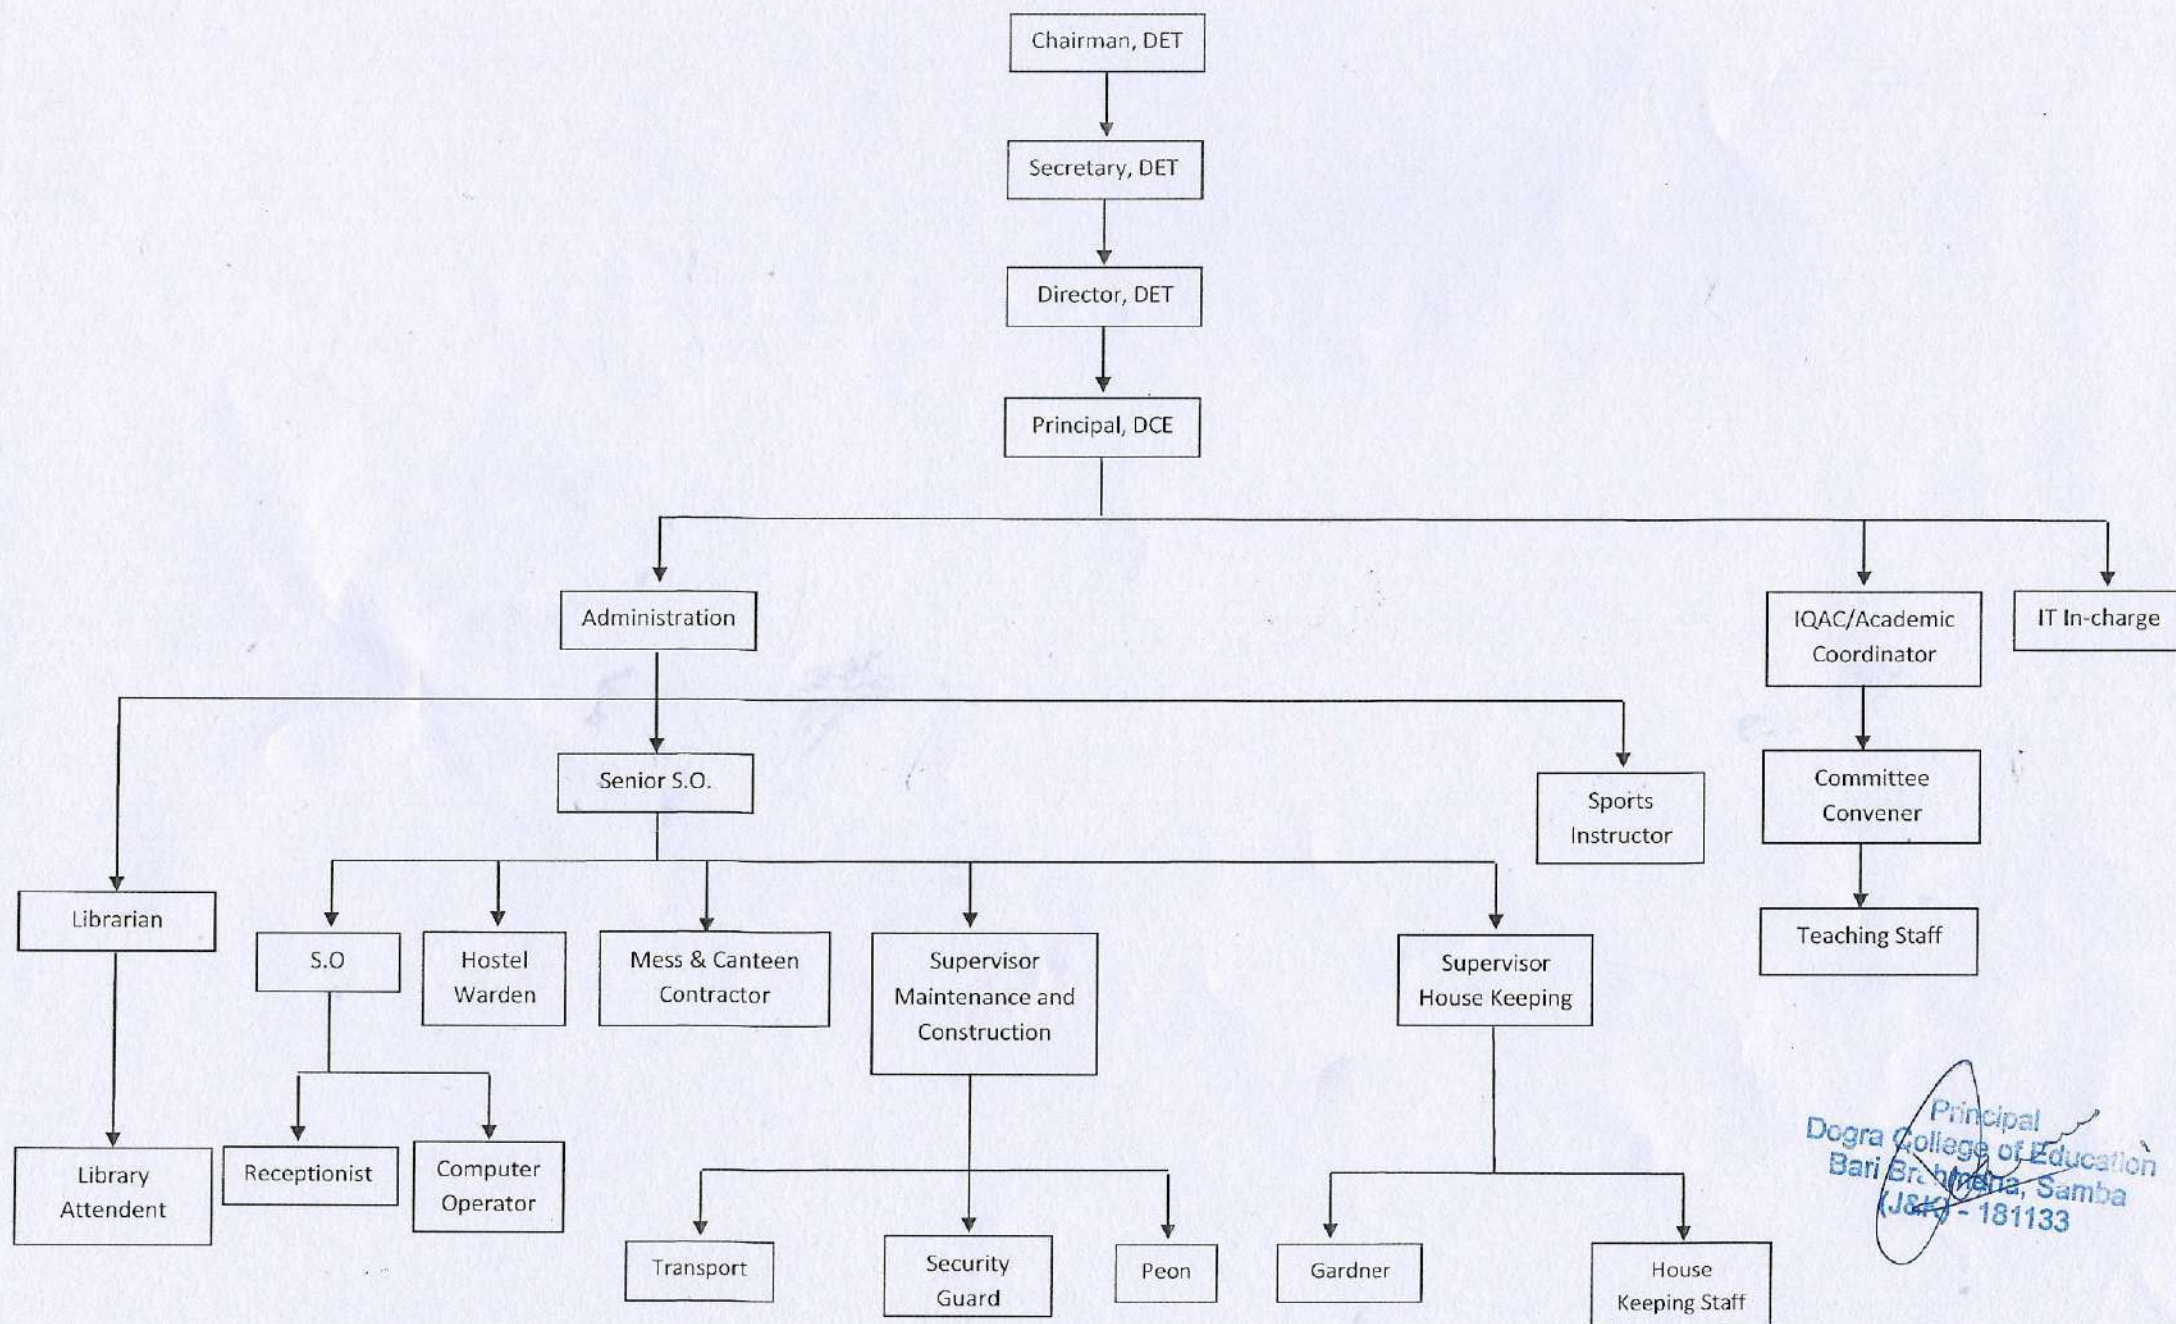 Chairman, DET
Secretary, DET
Director, DET
Principal, DCE
Administration
IQAC/Academic
Coordinator
IT In-charge
Senior S.O.
Sports
Instructor
Committee
Convener
Librarian
S.O
Hostel
Warden
Mess & Canteen
Contractor
Supervisor
Maintenance and
Construction
Supervisor
House Keeping
Teaching Staff
Library
Attendent
Receptionist
Computer
Operator
Transport
Security
Guard
Peon
Gardner
House
Keeping Staff
Principal
Dogra College of Education
Bari Brahmana, Samba
(J&K) - 181133